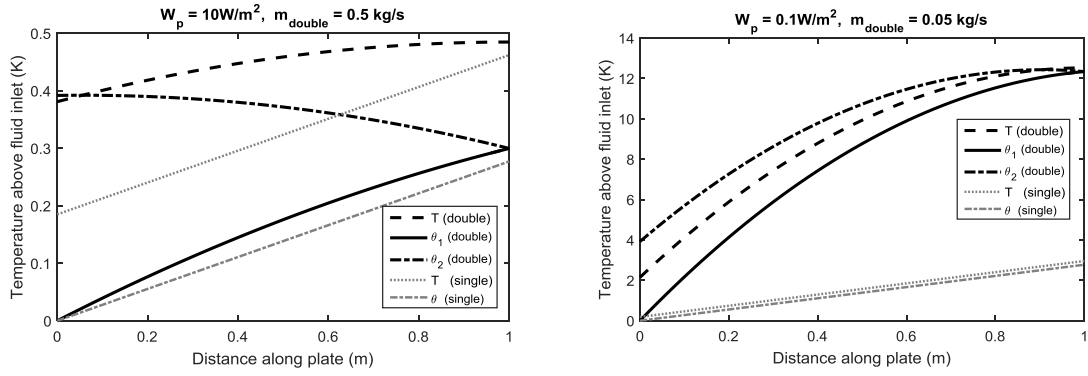 W_p = 10W/m², m_double = 0.5 kg/s
Temperature above fluid inlet (K)
0.5
0.4
0.3
0.2
0.1
0
T (double)
θ₁ (double)
θ₂ (double)
T (single)
θ (single)
0 0.2 0.4 0.6 0.8 1
Distance along plate (m)
W_p = 0.1W/m², m_double = 0.05 kg/s
Temperature above fluid inlet (K)
14
12
10
8
6
4
2
0
T (double)
θ₁ (double)
θ₂ (double)
T (single)
θ (single)
0 0.2 0.4 0.6 0.8 1
Distance along plate (m)